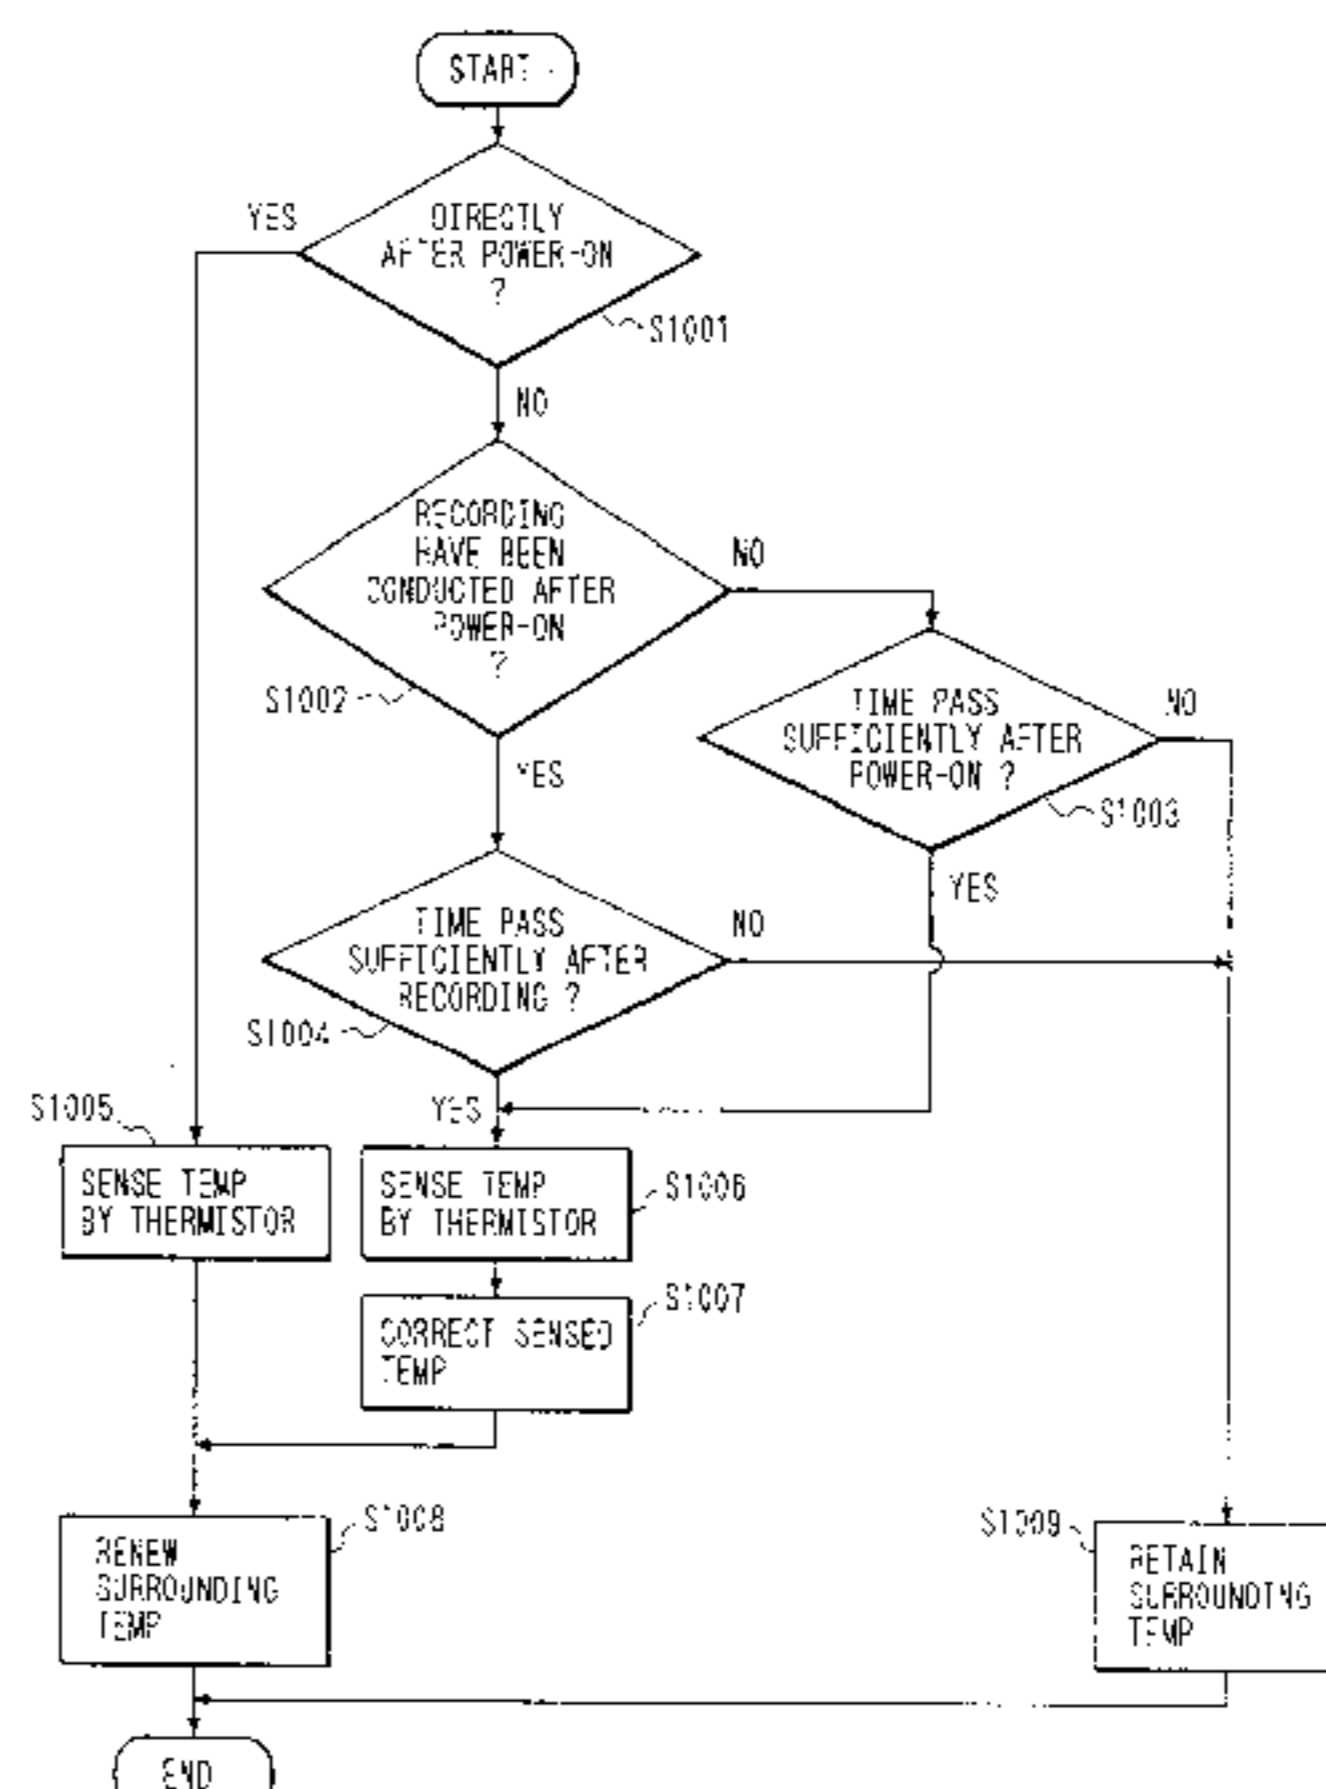 START
YES
DIRECTLY
AFTER POWER-ON
?
S1001
NO
RECORDING
HAVE BEEN
CONDUCTED AFTER
POWER-ON
?
NO
S1002
YES
TIME PASS
SUFFICIENTLY AFTER
POWER-ON ?
NO
S1003
YES
TIME PASS
SUFFICIENTLY AFTER
RECORDING ?
NO
S1004
YES
S1005
SENSE TEMP
BY THERMISTOR
SENSE TEMP
BY THERMISTOR
S1006
CORRECT SENSED
TEMP
S1007
RENEW
SURROUNDING
TEMP
S1008
S1009
RETAIN
SURROUNDING
TEMP
END